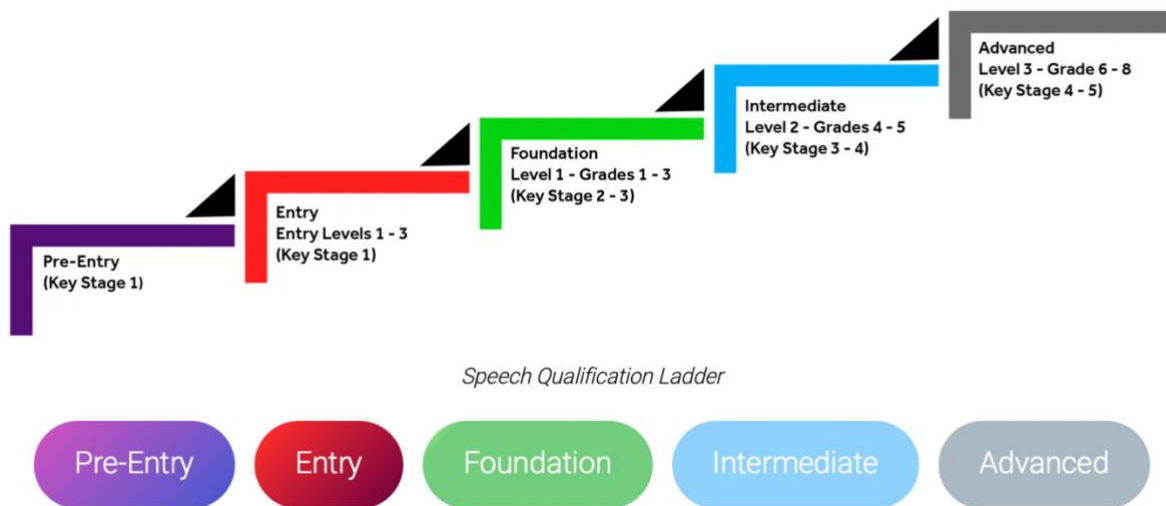 Advanced
Level 3 - Grade 6 - 8
(Key Stage 4 - 5)
Intermediate
Level 2 - Grades 4 - 5
(Key Stage 3 - 4)
Foundation
Level 1 - Grades 1 - 3
(Key Stage 2 - 3)
Entry
Entry Levels 1 - 3
(Key Stage 1)
Pre-Entry
(Key Stage 1)
Speech Qualification Ladder
Pre-Entry
Entry
Foundation
Intermediate
Advanced